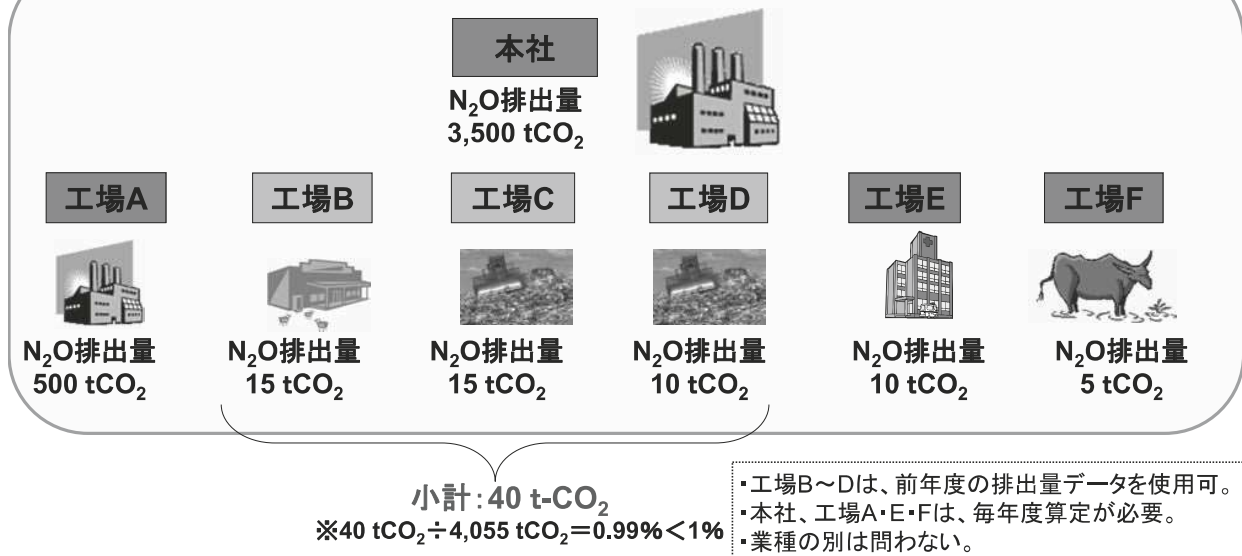 本社
N₂O排出量
3,500 tCO₂
工場A
工場B
工場C
工場D
工場E
工場F
N₂O排出量
500 tCO₂
N₂O排出量
15 tCO₂
N₂O排出量
15 tCO₂
N₂O排出量
10 tCO₂
N₂O排出量
10 tCO₂
N₂O排出量
5 tCO₂
小計:40 t-CO₂
※40 tCO₂÷4,055 tCO₂=0.99%<1%
・工場B~Dは、前年度の排出量データを使用可。
・本社、工場A・E・Fは、毎年度算定が必要。
・業種の別は問わない。